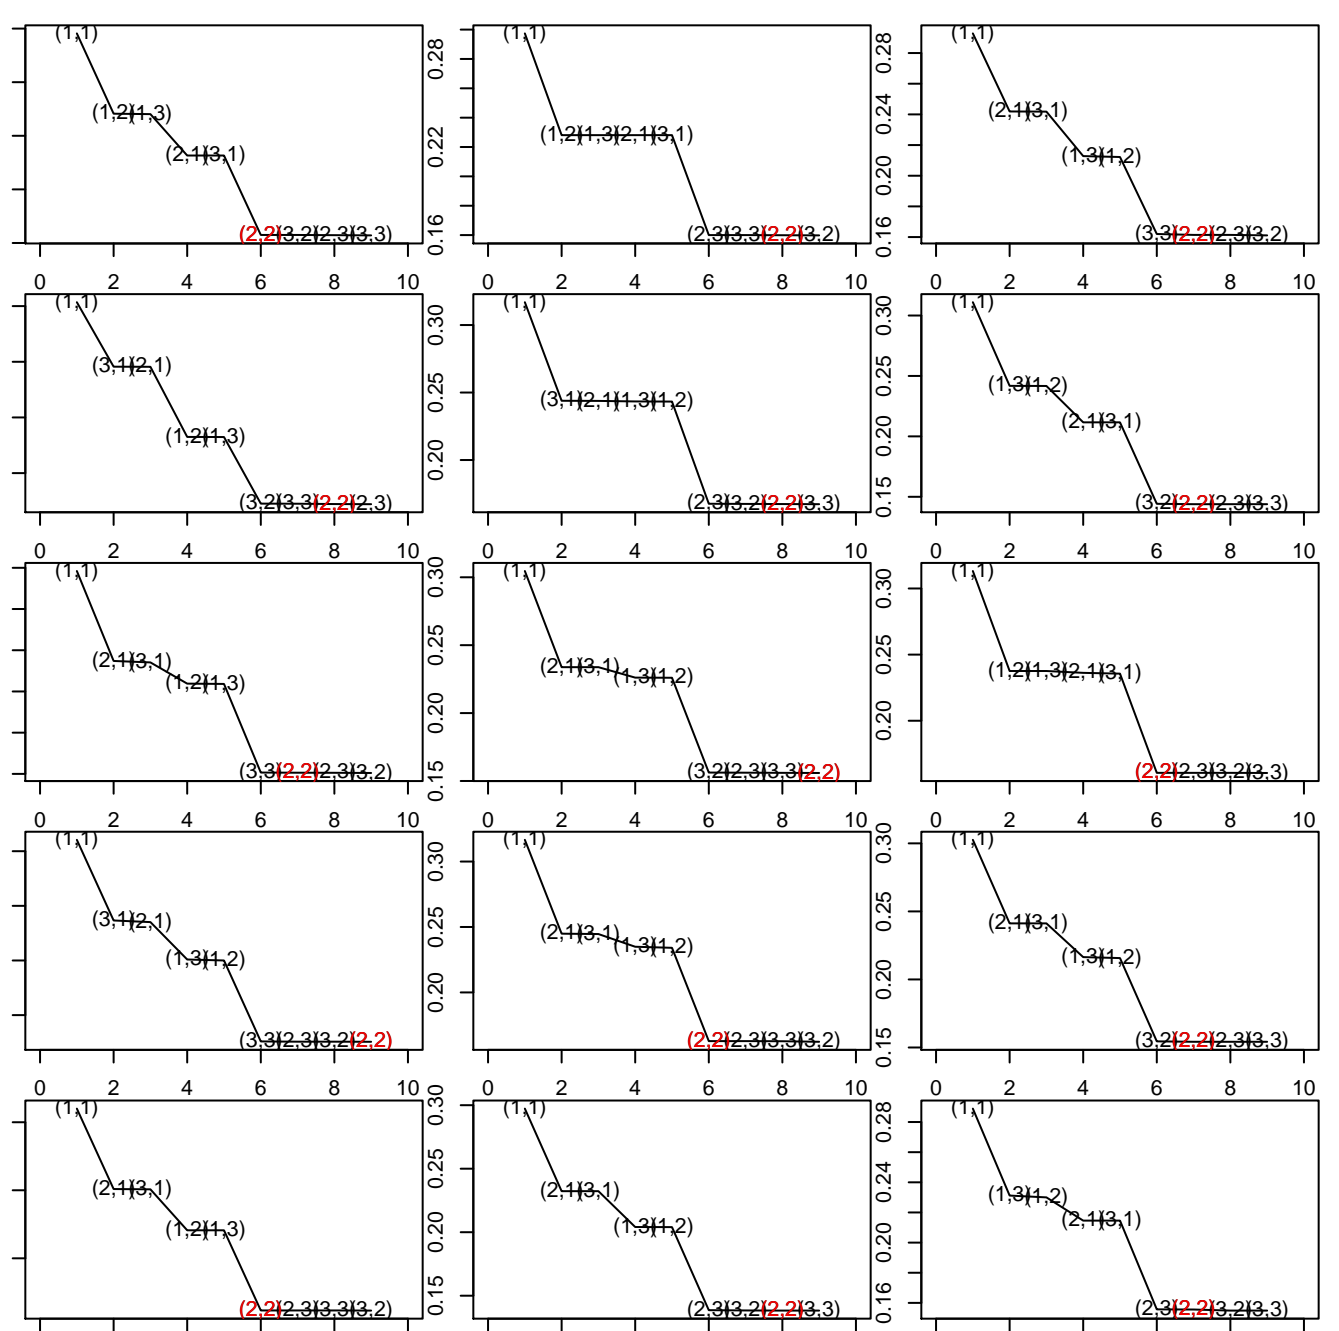 (1,1) (1,1) (1,1)
0.28 0.28
(1,2)(1,3) (2,1)(3,1)
0.24
(1,2)(1,3)(2,1)(3,1)
0.22
(2,1)(3,1) (1,3)(1,2)
0.20
0.16 0.16
(2,2)(3,2)(2,3)(3,3) (2,3)(3,3)(2,2)(3,2) (3,3)(2,2)(2,3)(3,2)
0 2 4 6 8 10 0 2 4 6 8 10 0 2 4 6 8 10
(1,1) (1,1) (1,1)
0.30 0.30
(3,1)(2,1)
0.25 0.25
(3,1)(2,1)(1,3)(1,2) (1,3)(1,2)
(1,2)(1,3) (2,1)(3,1)
0.20 0.20
0.15
(3,2)(3,3)(2,2)(2,3) (2,3)(3,2)(2,2)(3,3) (3,2)(2,2)(2,3)(3,3)
0 2 4 6 8 10 0 2 4 6 8 10 0 2 4 6 8 10
(1,1) (1,1) (1,1)
0.30 0.30
0.25 0.25
(2,1)(3,1) (2,1)(3,1) (1,2)(1,3)(2,1)(3,1)
(1,2)(1,3) (1,3)(1,2)
0.20 0.20
0.15
(3,3)(2,2)(2,3)(3,2) (3,2)(2,3)(3,3)(2,2) (2,2)(2,3)(3,2)(3,3)
0 2 4 6 8 10 0 2 4 6 8 10 0 2 4 6 8 10
(1,1) (1,1) (1,1)
0.30 0.30
0.25 0.25
(3,1)(2,1) (2,1)(3,1) (2,1)(3,1)
(1,3)(1,2) (1,3)(1,2) (1,3)(1,2)
0.20 0.20
0.15
(3,3)(2,3)(3,2)(2,2) (2,2)(2,3)(3,3)(3,2) (3,2)(2,2)(2,3)(3,3)
0 2 4 6 8 10 0 2 4 6 8 10 0 2 4 6 8 10
(1,1) (1,1) (1,1)
0.30 0.28
0.25 0.24
(2,1)(3,1) (2,1)(3,1) (1,3)(1,2)
(1,2)(1,3) (1,3)(1,2) (2,1)(3,1)
0.20 0.20
0.15 0.16
(2,2)(2,3)(3,3)(3,2) (2,3)(3,2)(2,2)(3,3) (2,3)(2,2)(3,2)(3,3)